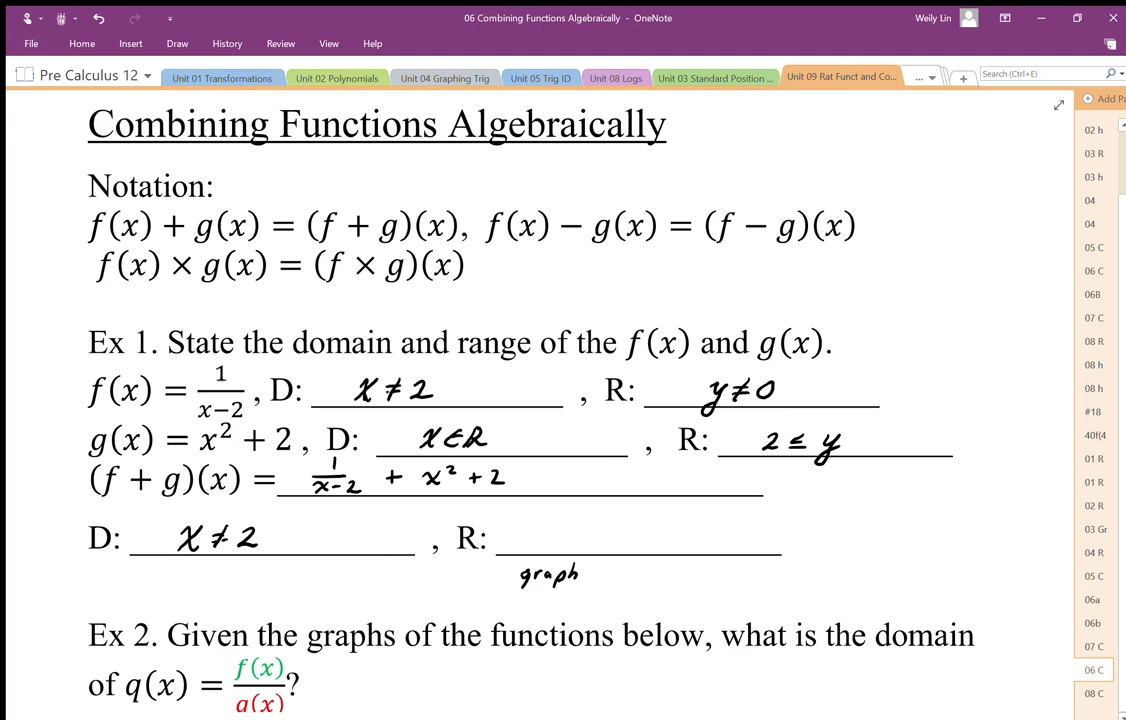 06 Combining Functions Algebraically - OneNote
Weily Lin
File Home Insert Draw History Review View Help
Pre Calculus 12
Unit 01 Transformations
Unit 02 Polynomials
Unit 04 Graphing Trig
Unit 05 Trig ID
Unit 08 Logs
Unit 03 Standard Position ...
Unit 09 Rat Funct and Co...
...
Search (Ctrl+E)
Add Pa
Combining Functions Algebraically
Notation:
f(x) + g(x) = (f + g)(x), f(x) − g(x) = (f − g)(x)
f(x) × g(x) = (f × g)(x)
Ex 1. State the domain and range of the f(x) and g(x).
f(x) = 1/(x−2) , D: x ≠ 2 , R: y ≠ 0
g(x) = x² + 2 , D: x ∈ R , R: 2 ≤ y
(f + g)(x) = 1/(x−2) + x² + 2
D: x ≠ 2 , R:
graph
Ex 2. Given the graphs of the functions below, what is the domain
of q(x) = f(x)/g(x)?
02 h
03 R
03 h
04
04
05 C
06 C
06B
07 C
08 R
08 h
08 h
#18
40f(4
01 R
01 R
02 R
03 Gr
04 R
05 C
06a
06b
07 C
06 C
08 C